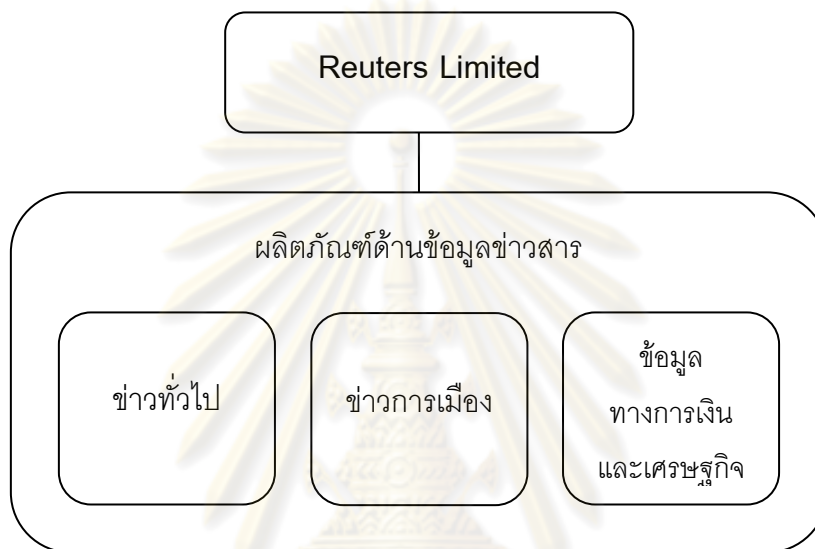 Reuters Limited
ผลิตภัณฑ์ด้านข้อมูลข่าวสาร
ข่าวทั่วไป
ข่าวการเมือง
ข้อมูล
ทางการเงิน
และเศรษฐกิจ